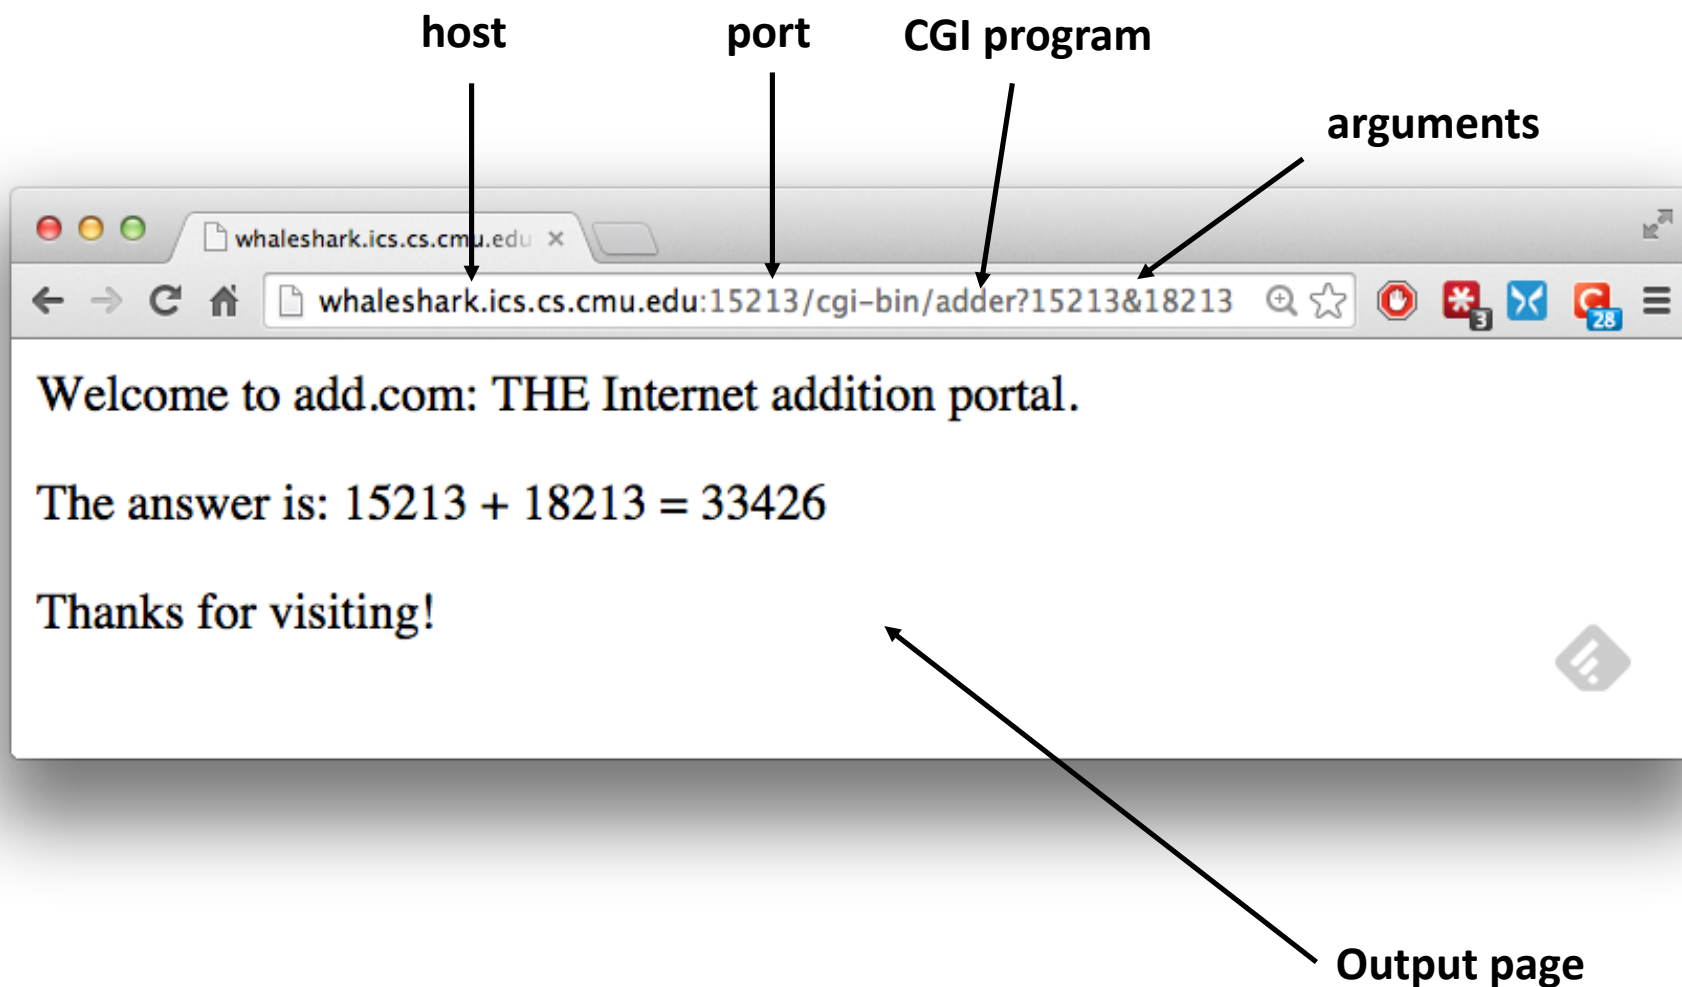 host port CGI program
arguments
whaleshark.ics.cs.cmu.edu
whaleshark.ics.cs.cmu.edu:15213/cgi-bin/adder?15213&18213
3
28
Welcome to add.com: THE Internet addition portal.
The answer is: 15213 + 18213 = 33426
Thanks for visiting!
Output page